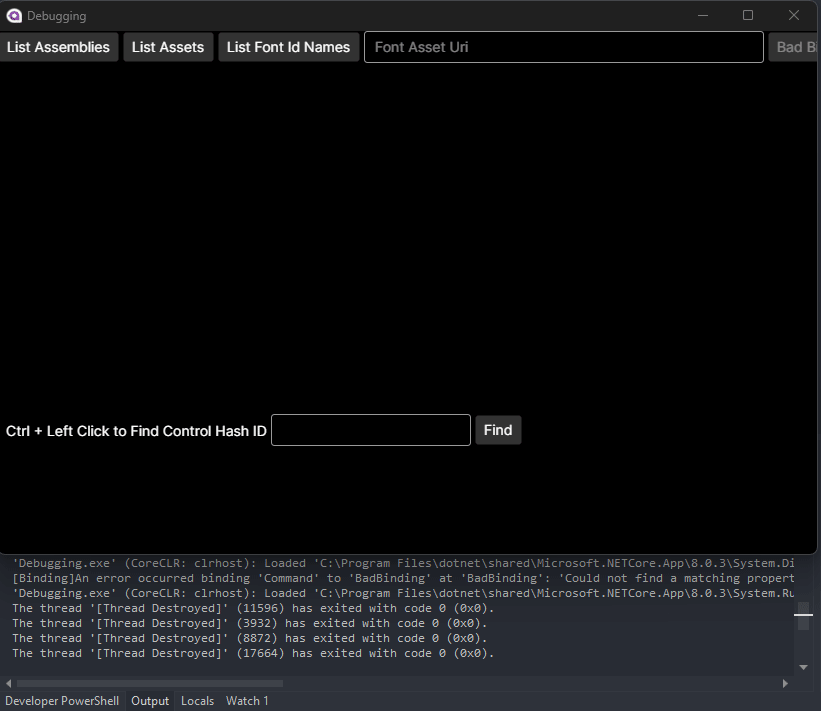 Debugging
List Assemblies List Assets List Font Id Names Font Asset Uri Bad B
Ctrl + Left Click to Find Control Hash ID Find
'Debugging.exe' (CoreCLR: clrhost): Loaded 'C:\Program Files\dotnet\shared\Microsoft.NETCore.App\8.0.3\System.Di
[Binding]An error occurred binding 'Command' to 'BadBinding' at 'BadBinding': 'Could not find a matching propert
'Debugging.exe' (CoreCLR: clrhost): Loaded 'C:\Program Files\dotnet\shared\Microsoft.NETCore.App\8.0.3\System.Ru
The thread '[Thread Destroyed]' (11596) has exited with code 0 (0x0).
The thread '[Thread Destroyed]' (3932) has exited with code 0 (0x0).
The thread '[Thread Destroyed]' (8872) has exited with code 0 (0x0).
The thread '[Thread Destroyed]' (17664) has exited with code 0 (0x0).
Developer PowerShell Output Locals Watch 1